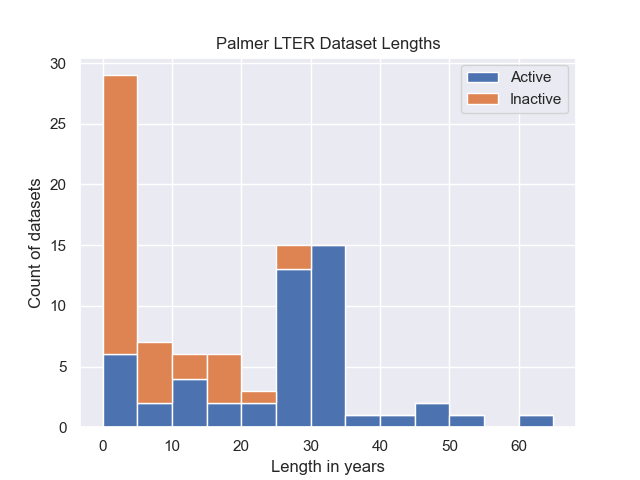 Palmer LTER Dataset Lengths
30
25
20
15
10
5
0
Count of datasets
Active
Inactive
0 10 20 30 40 50 60
Length in years